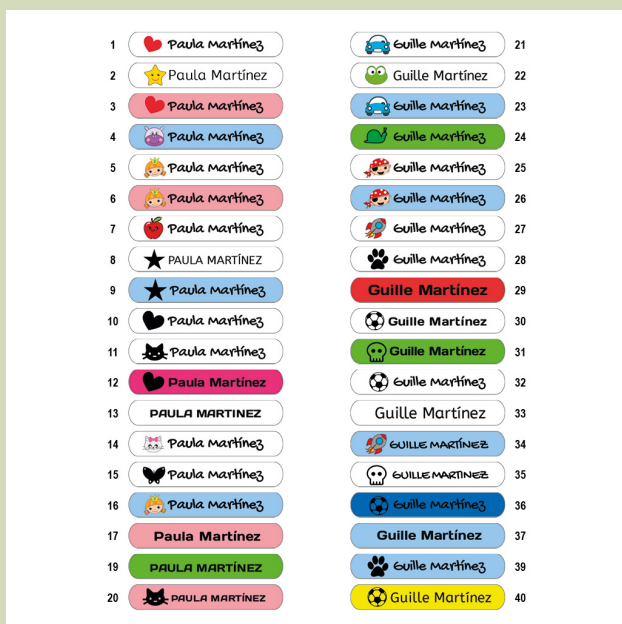 1 Paula Martínez
2 Paula Martínez
3 Paula Martínez
4 Paula Martínez
5 Paula Martínez
6 Paula Martínez
7 Paula Martínez
8 PAULA MARTÍNEZ
9 Paula Martínez
10 Paula Martínez
11 Paula Martínez
12 Paula Martínez
13 PAULA MARTINEZ
14 Paula Martínez
15 Paula Martínez
16 Paula Martínez
17 Paula Martínez
19 PAULA MARTÍNEZ
20 PAULA MARTÍNEZ
Guille Martínez 21
Guille Martínez 22
Guille Martínez 23
Guille Martínez 24
Guille Martínez 25
Guille Martínez 26
Guille Martínez 27
Guille Martínez 28
Guille Martínez 29
Guille Martínez 30
Guille Martínez 31
Guille Martínez 32
Guille Martínez 33
GUILLE MARTÍNEZ 34
GUILLE MARTINEZ 35
Guille Martínez 36
Guille Martínez 37
Guille Martínez 39
Guille Martínez 40